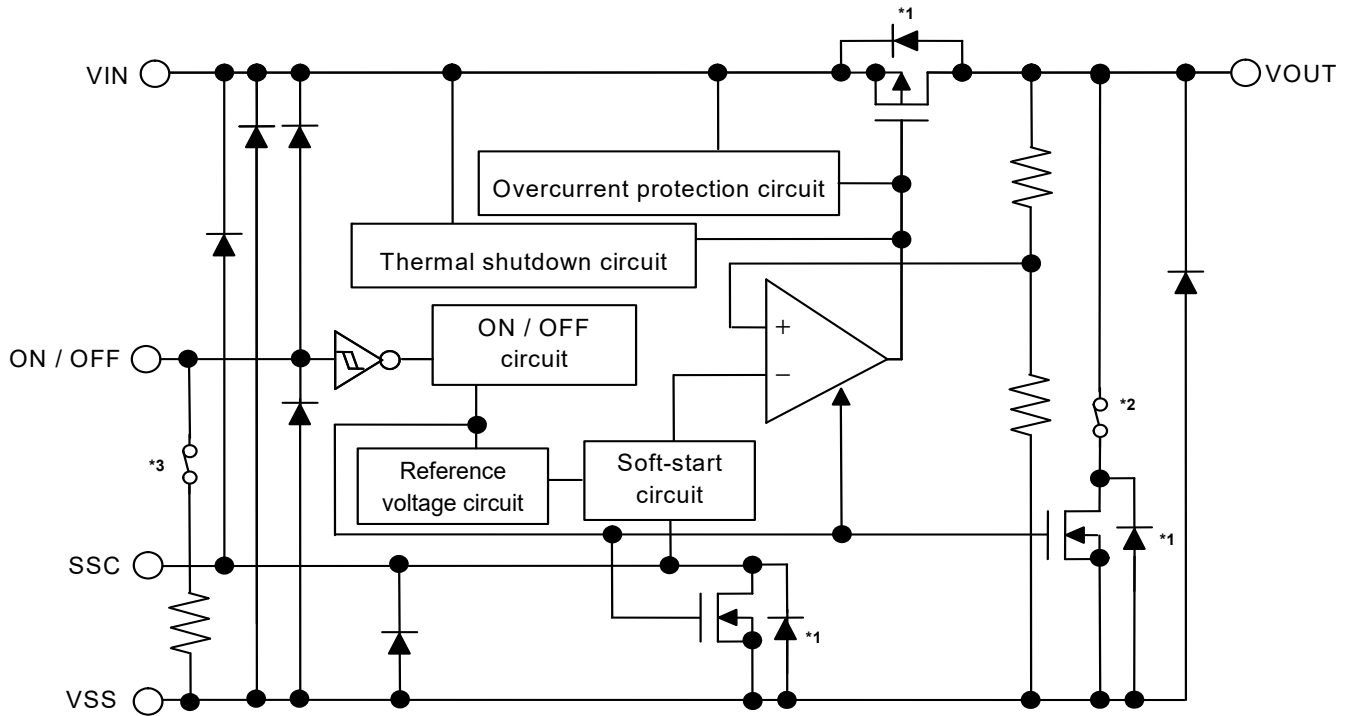 *1
VIN
VOUT
Overcurrent protection circuit
Thermal shutdown circuit
ON / OFF
circuit
+
−
ON / OFF
*2
*3
Reference
voltage circuit
Soft-start
circuit
*1
SSC
*1
VSS